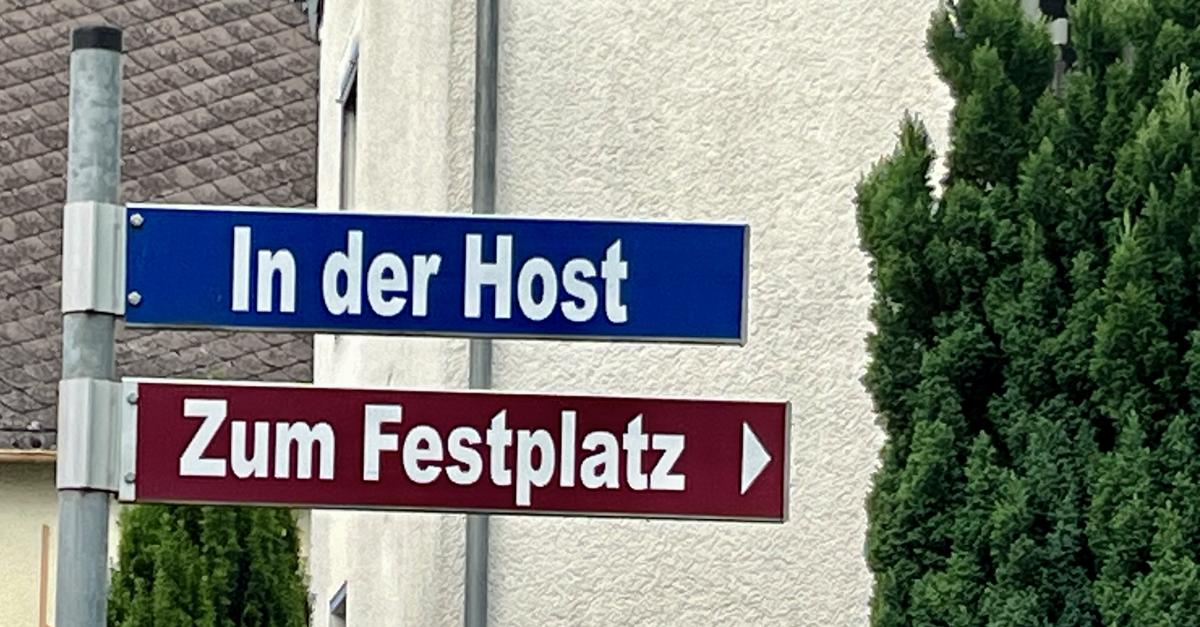 In der Host
Zum Festplatz